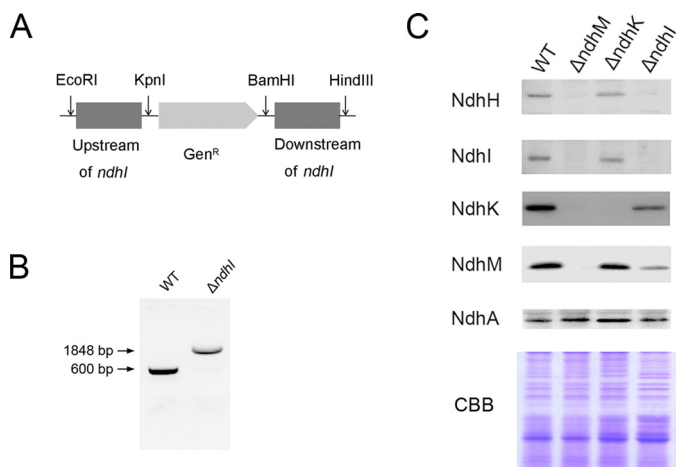 A
EcoRI KpnI BamHI HindIII
Upstream of ndhI
Gen^R
Downstream of ndhI
B
WT ΔndhI
1848 bp
600 bp
C
WT ΔndhM ΔndhK ΔndhI
NdhH
NdhI
NdhK
NdhM
NdhA
CBB